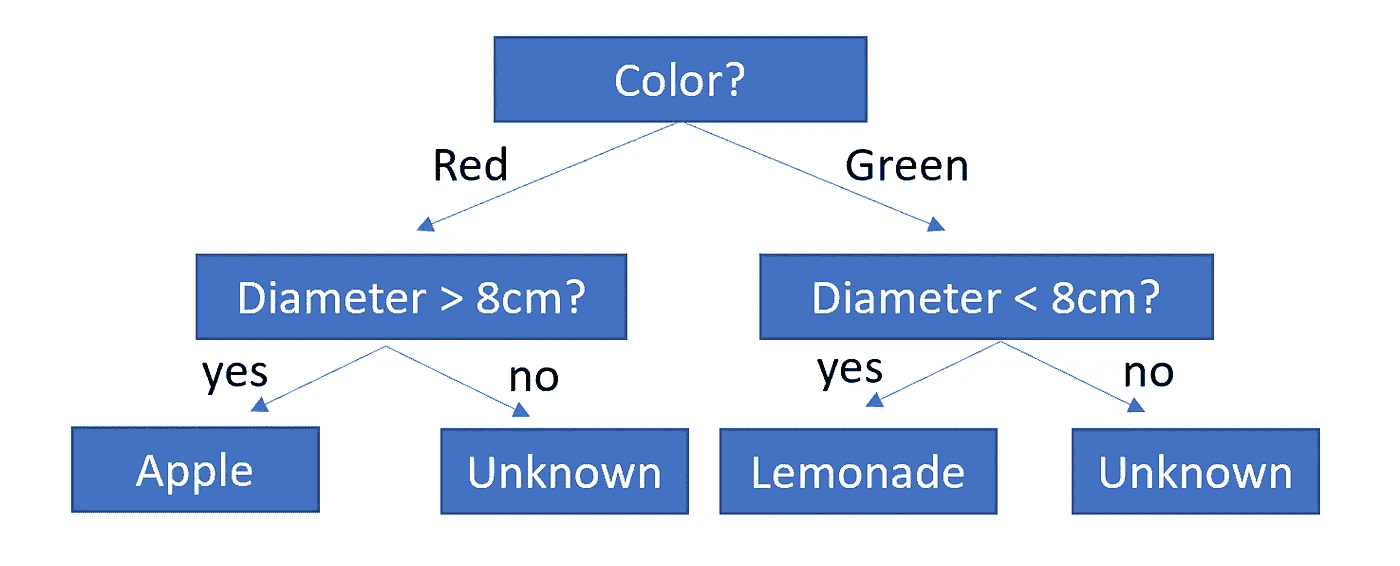 Color?
Red
Green
Diameter > 8cm?
Diameter < 8cm?
yes
no
yes
no
Apple
Unknown
Lemonade
Unknown